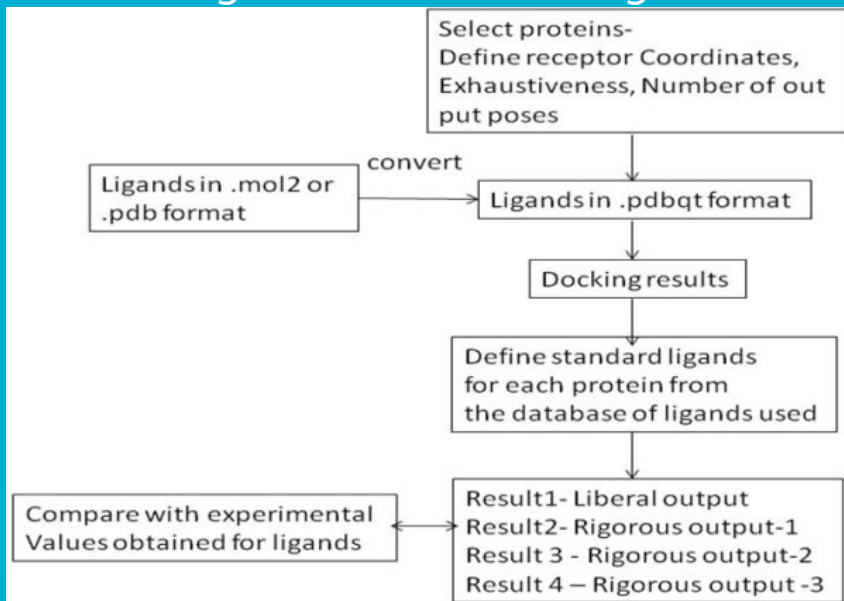 Select proteins-
Define receptor Coordinates,
Exhaustiveness, Number of out
put poses
convert
Ligands in .mol2 or
.pdb format
Ligands in .pdbqt format
Docking results
Define standard ligands
for each protein from
the database of ligands used
Compare with experimental
Values obtained for ligands
Result1- Liberal output
Result2- Rigorous output-1
Result 3 - Rigorous output-2
Result 4 – Rigorous output -3